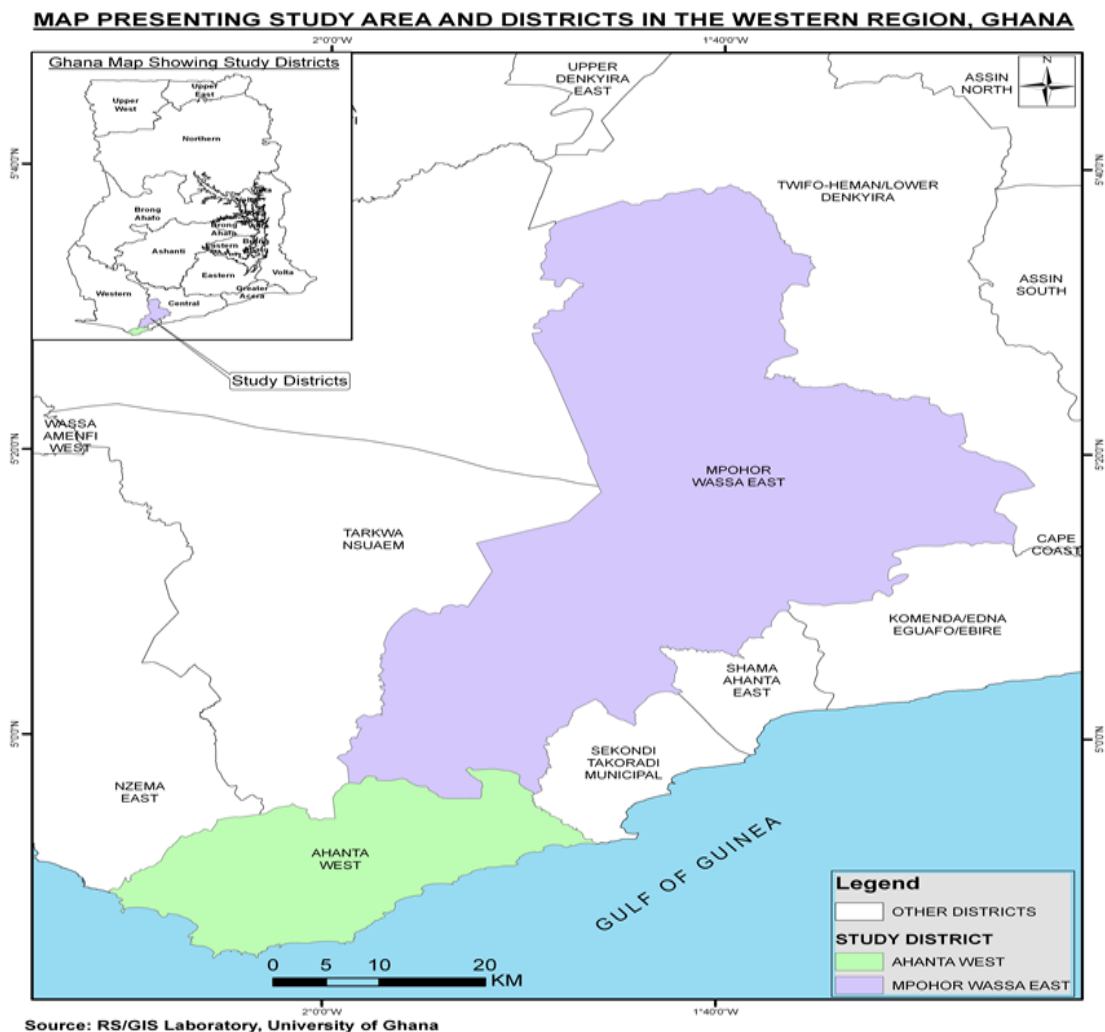 MAP PRESENTING STUDY AREA AND DISTRICTS IN THE WESTERN REGION, GHANA
2°0'0"W
1°40'0"W
Ghana Map Showing Study Districts
Upper
West
Upper
East
Northern
Brong
Ahafo
Brong
Ahafo
Ashanti
Eastern
Eastern
Volta
Greater
Accra
Western
Central
Study Districts
N
UPPER
DENKYIRA
EAST
ASSIN
NORTH
5°40'0"N
5°40'0"N
TWIFO-HEMAN/LOWER
DENKYIRA
ASSIN
SOUTH
WASSA
AMENFI
WEST
5°20'0"N
5°20'0"N
MPOHOR
WASSA EAST
TARKWA
NSUAEM
CAPE
COAST
KOMENDA/EDNA
EGUAFO/EBIRE
SHAMA
AHANTA
EAST
5°0'0"N
5°0'0"N
SEKONDI
TAKORADI
MUNICIPAL
NZEMA
EAST
AHANTA
WEST
GULF OF GUINEA
Legend
OTHER DISTRICTS
STUDY DISTRICT
AHANTA WEST
MPOHOR WASSA EAST
0 5 10 20
KM
2°0'0"W
1°40'0"W
Source: RS/GIS Laboratory, University of Ghana